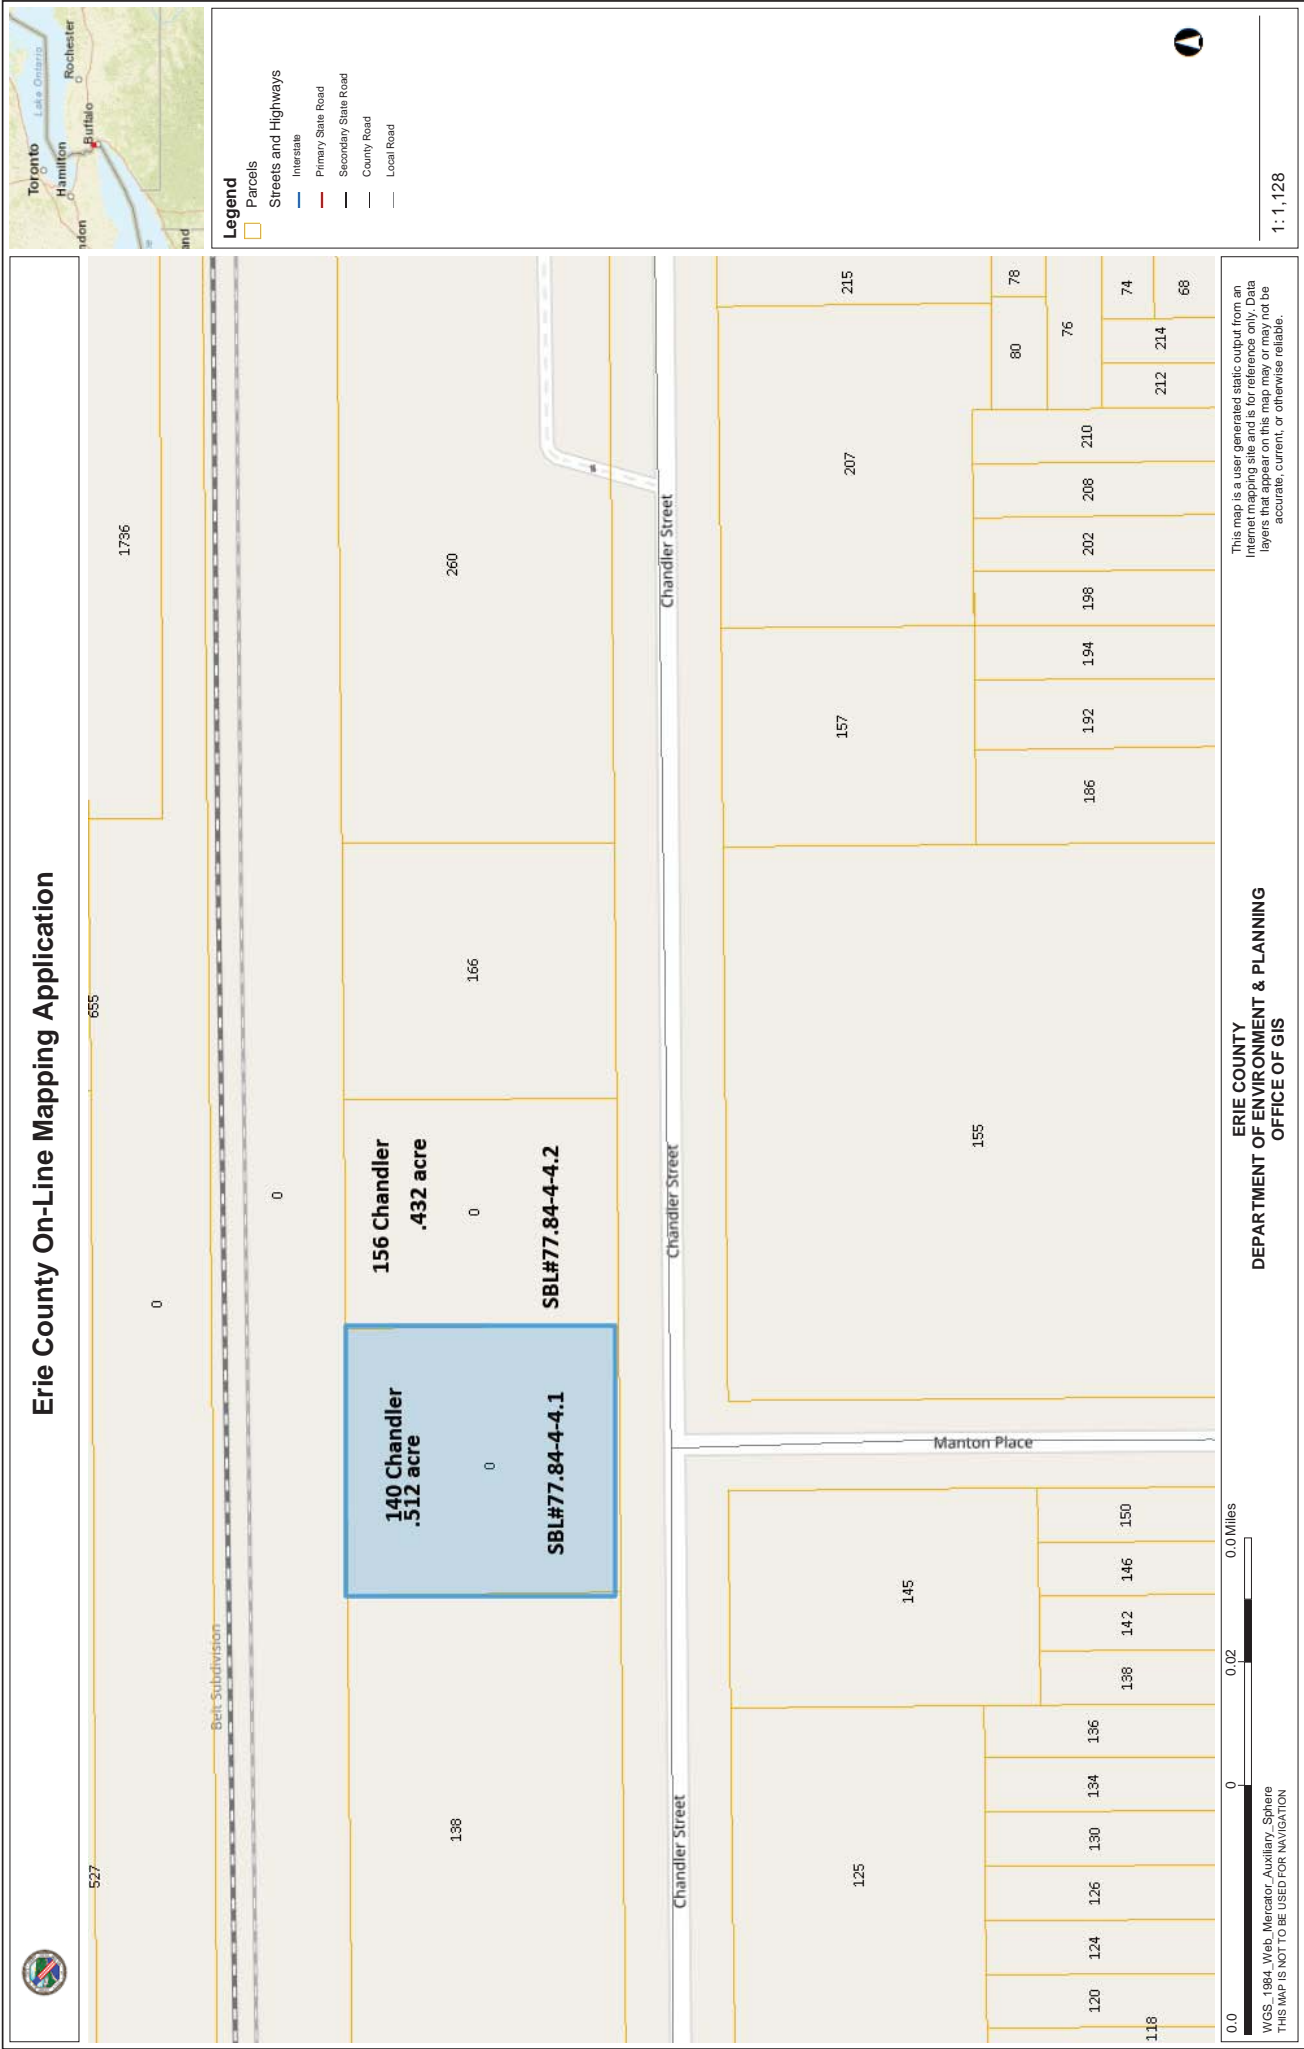 Erie County On-Line Mapping Application
Lake Ontario
Toronto
Hamilton
Rochester
Buffalo
ndon
and
Legend
Parcels
Streets and Highways
Interstate
Primary State Road
Secondary State Road
County Road
Local Road
1: 1,128
527
655
1736
0
Belt Subdivision
0
138
140 Chandler
.512 acre
0
SBL#77.84-4-4.1
156 Chandler
.432 acre
0
SBL#77.84-4-4.2
166
260
Chandler Street
Chandler Street
Chandler Street
Manton Place
125
145
155
157
207
215
118
120
124
126
130
134
136
138
142
146
150
186
192
194
198
202
208
210
80
78
76
212
214
74
68
0.0
0
0.02
0.0 Miles
WGS_1984_Web_Mercator_Auxiliary_Sphere
THIS MAP IS NOT TO BE USED FOR NAVIGATION
ERIE COUNTY
DEPARTMENT OF ENVIRONMENT & PLANNING
OFFICE OF GIS
This map is a user generated static output from an
Internet mapping site and is for reference only. Data
layers that appear on this map may or may not be
accurate, current, or otherwise reliable.